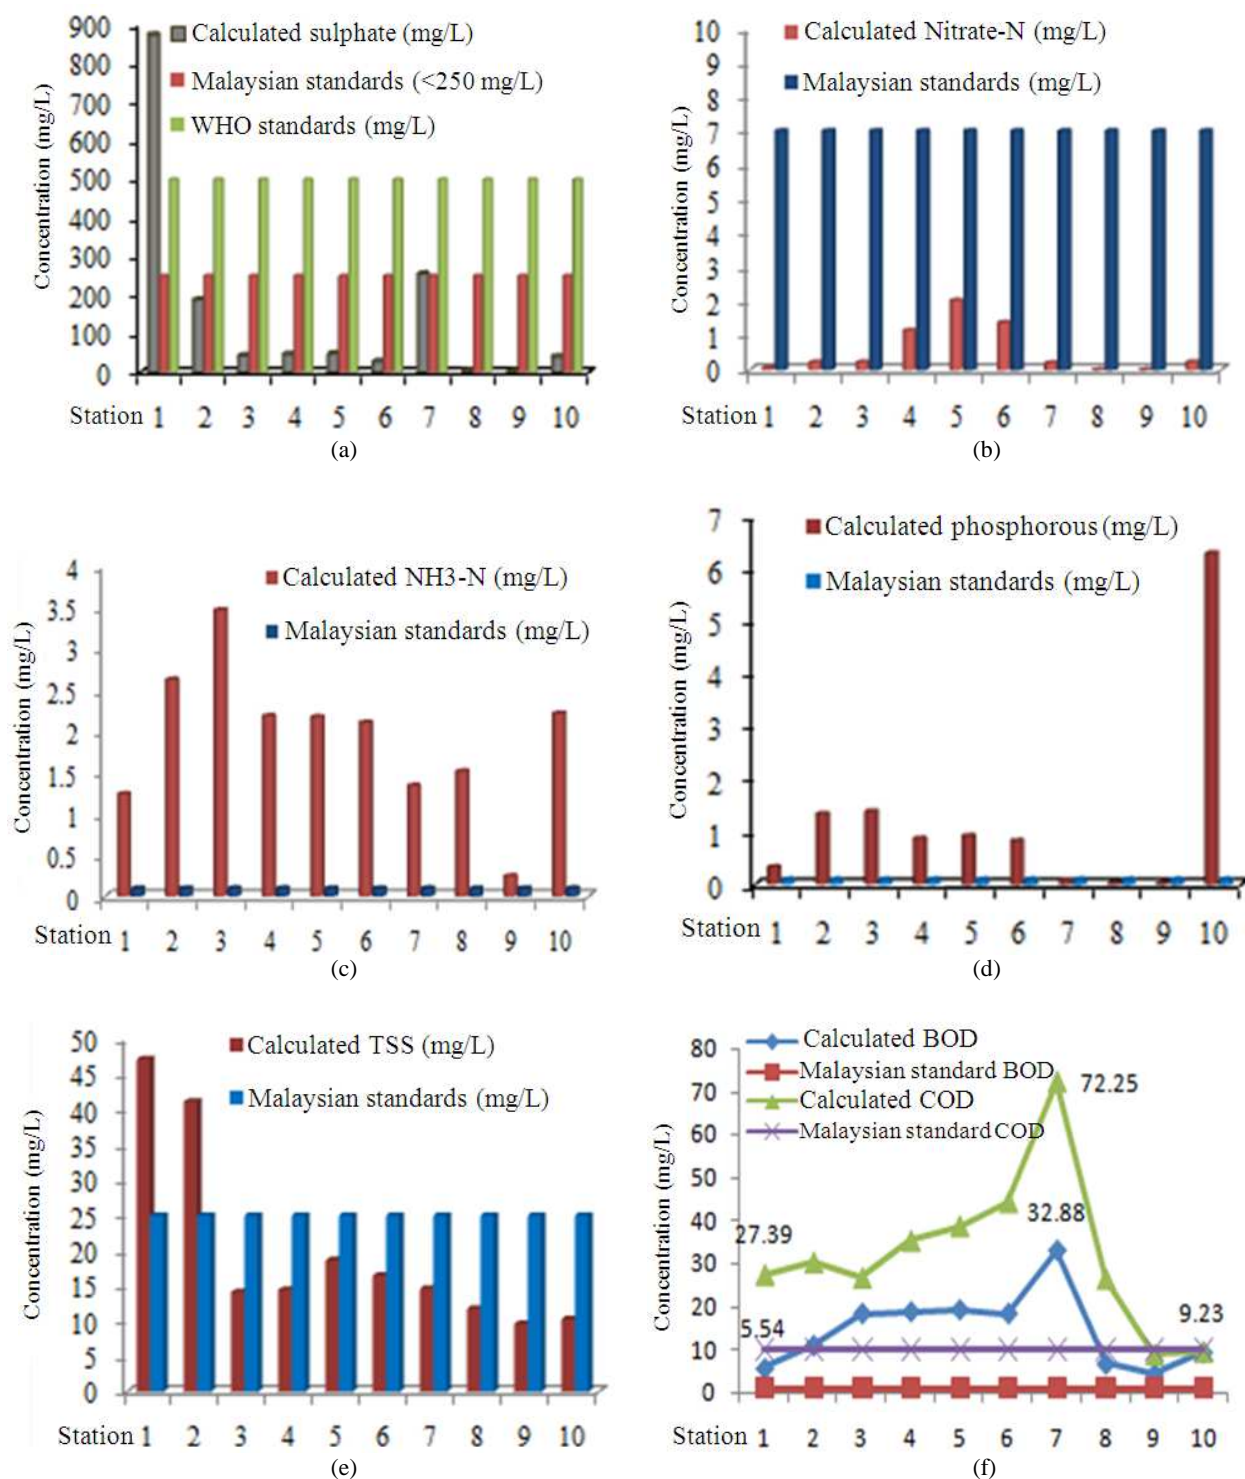 900
800
700
600
500
400
300
200
100
0
Concentration (mg/L)
Calculated sulphate (mg/L)
Malaysian standards (<250 mg/L)
WHO standards (mg/L)
Station 1 2 3 4 5 6 7 8 9 10
(a)
10
9
8
7
6
5
4
3
2
1
0
Concentration (mg/L)
Calculated Nitrate-N (mg/L)
Malaysian standards (mg/L)
Station 1 2 3 4 5 6 7 8 9 10
(b)
4
3.5
3
2.5
2
1.5
1
0.5
0
Concentration (mg/L)
Calculated NH3-N (mg/L)
Malaysian standards (mg/L)
Station 1 2 3 4 5 6 7 8 9 10
(c)
7
6
5
4
3
2
1
0
Concentration (mg/L)
Calculated phosphorous (mg/L)
Malaysian standards (mg/L)
Station 1 2 3 4 5 6 7 8 9 10
(d)
50
45
40
35
30
25
20
15
10
5
0
Concentration (mg/L)
Calculated TSS (mg/L)
Malaysian standards (mg/L)
Station 1 2 3 4 5 6 7 8 9 10
(e)
80
70
60
50
40
30
20
10
0
Concentration (mg/L)
Calculated BOD
Malaysian standard BOD
Calculated COD
Malaysian standard COD
72.25
32.88
27.39
5.54
9.23
Station 1 2 3 4 5 6 7 8 9 10
(f)